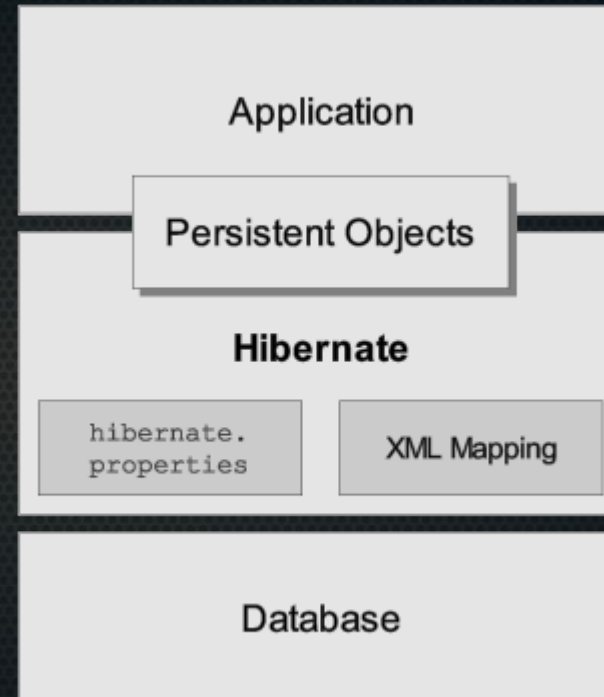 Application
Persistent Objects
Hibernate
hibernate.
properties
XML Mapping
Database